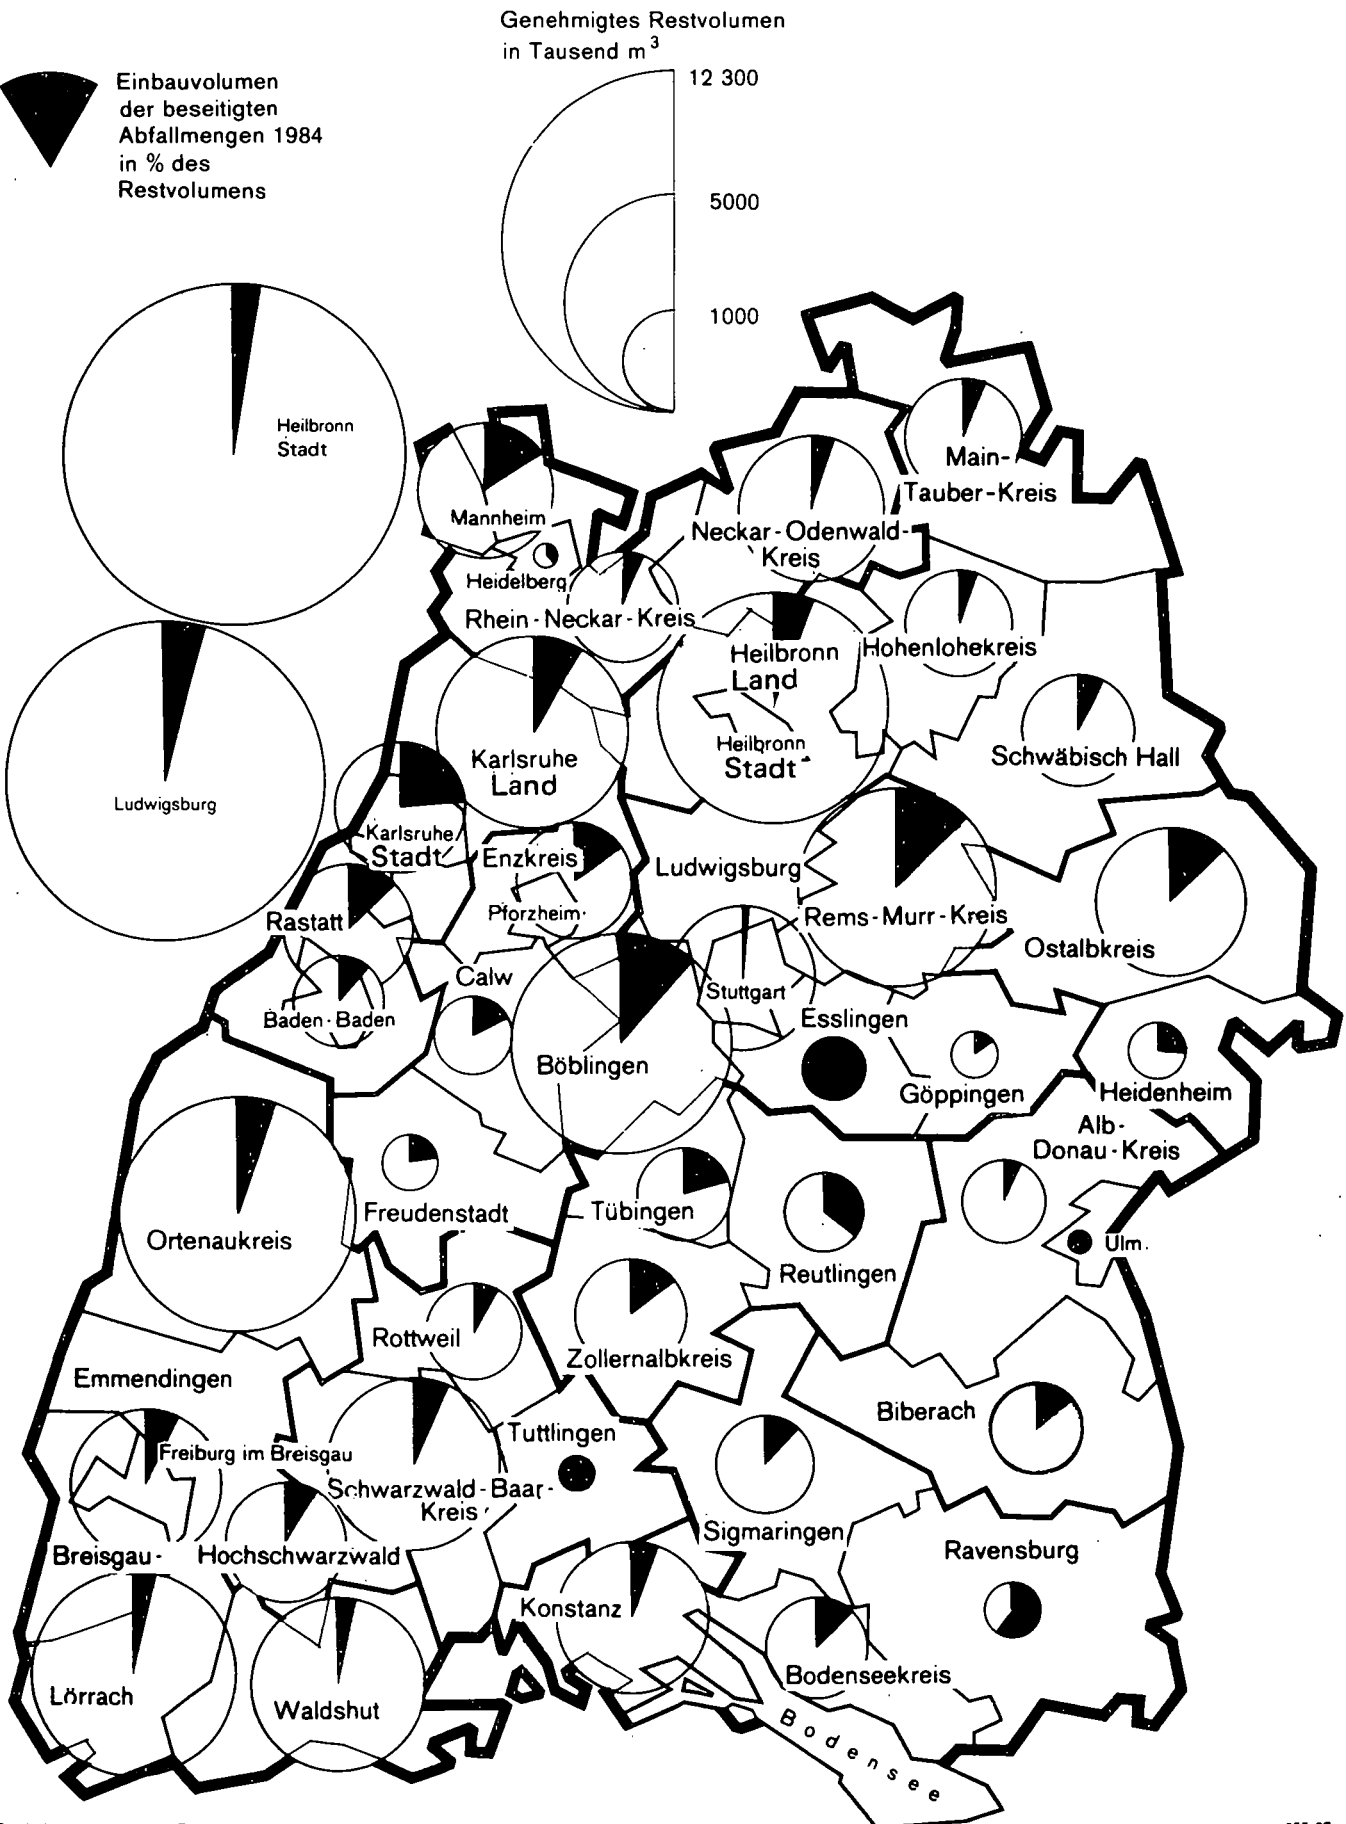 Genehmigtes Restvolumen
in Tausend m³
12 300
5000
1000
Einbauvolumen
der beseitigten
Abfallmengen 1984
in % des
Restvolumens
Heilbronn
Stadt
Main-
Tauber-Kreis
Mannheim
Neckar-Odenwald-
Kreis
Heidelberg
Rhein-Neckar-Kreis
Heilbronn
Land
Hohenlohekreis
Heilbronn
Stadt
Schwäbisch Hall
Karlsruhe
Land
Ludwigsburg
Karlsruhe
Stadt
Enzkreis
Ludwigsburg
Pforzheim
Rems-Murr-Kreis
Rastatt
Ostalbkreis
Calw
Stuttgart
Baden-Baden
Esslingen
Böblingen
Göppingen
Heidenheim
Alb-
Donau-Kreis
Freudenstadt
Tübingen
Ortenaukreis
Ulm
Reutlingen
Rottweil
Zollernalbkreis
Emmendingen
Biberach
Tuttlingen
Freiburg im Breisgau
Schwarzwald-Baar-
Kreis
Sigmaringen
Ravensburg
Breisgau-
Hochschwarzwald
Konstanz
Bodenseekreis
Lörrach
Waldshut
Bodensee